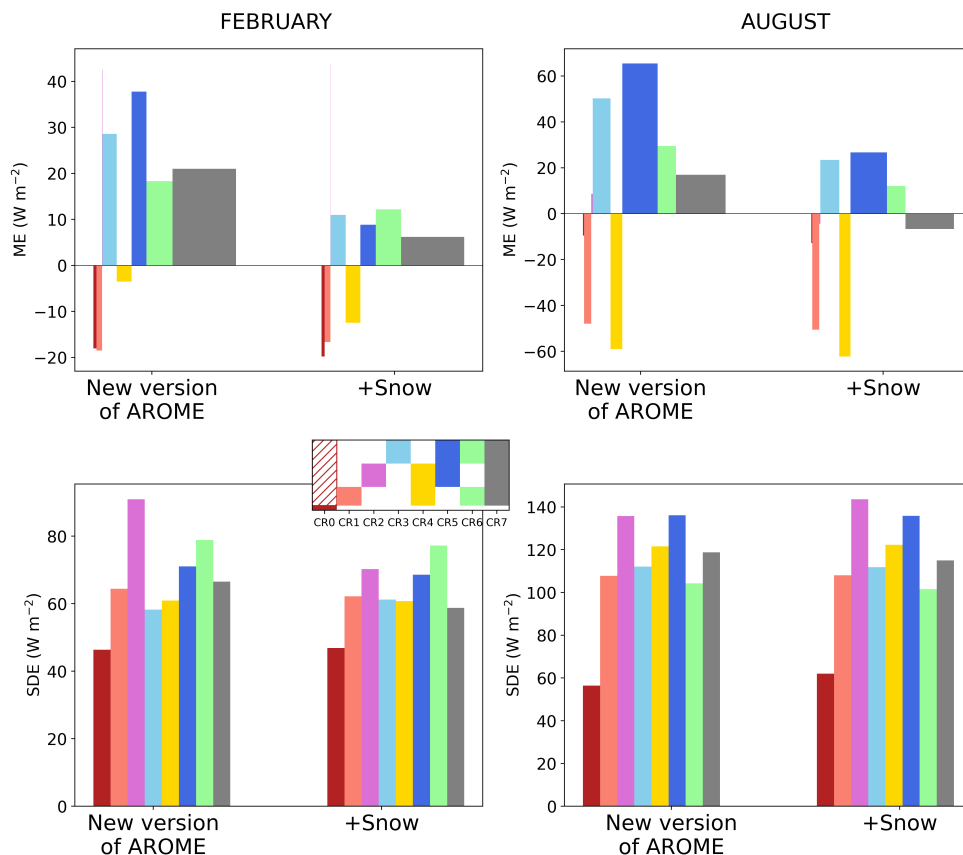 FEBRUARY
AUGUST
ME (W m⁻²)
40
30
20
10
0
−10
−20
New version
of AROME
+Snow
ME (W m⁻²)
60
40
20
0
−20
−40
−60
New version
of AROME
+Snow
CR0 CR1 CR2 CR3 CR4 CR5 CR6 CR7
SDE (W m⁻²)
80
60
40
20
0
New version
of AROME
+Snow
SDE (W m⁻²)
140
120
100
80
60
40
20
0
New version
of AROME
+Snow